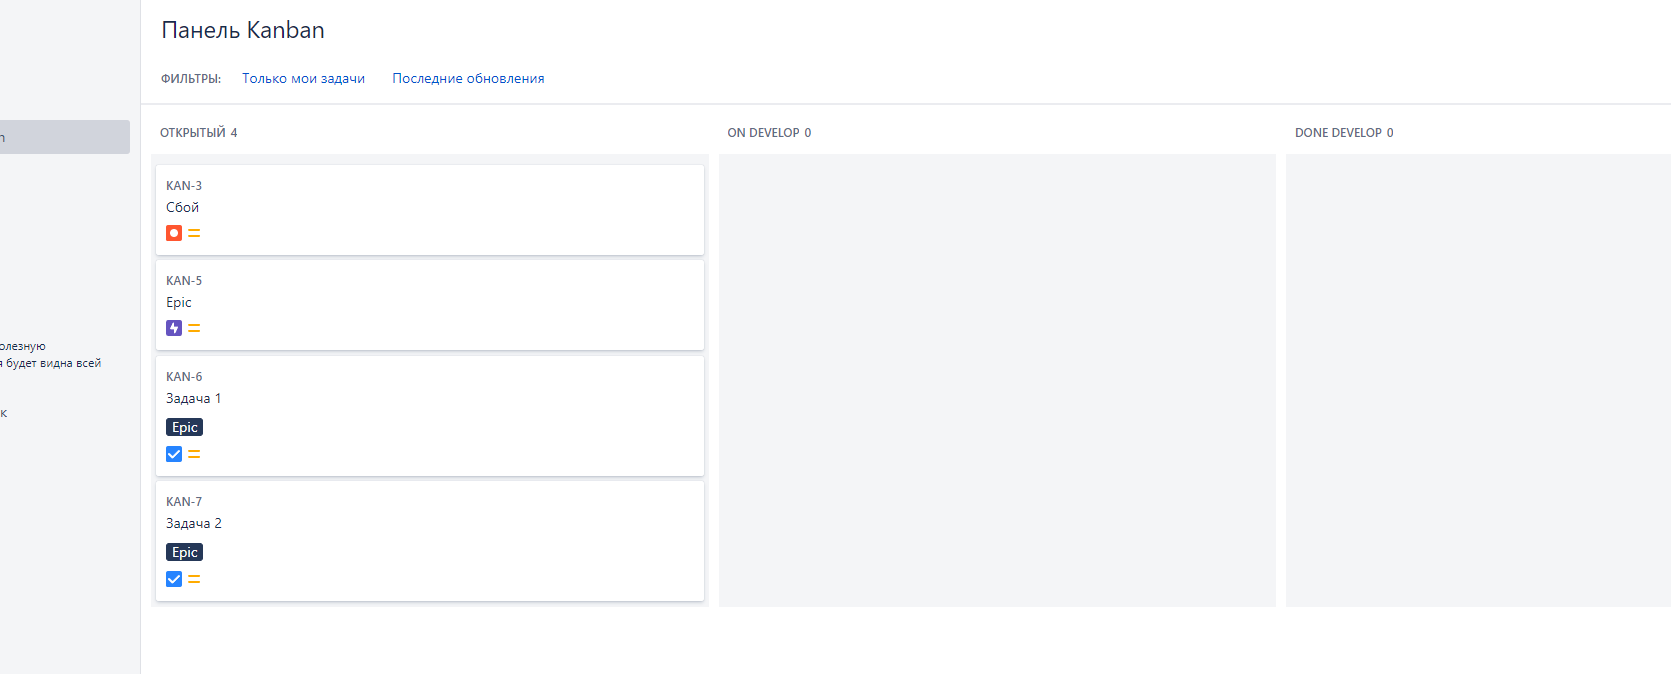 Панель Kanban
ФИЛЬТРЫ: Только мои задачи Последние обновления
ОТКРЫТЫЙ 4
KAN-3
Сбой
KAN-5
Epic
KAN-6
Задача 1
Epic
KAN-7
Задача 2
Epic
ON DEVELOP 0
DONE DEVELOP 0
будет видна всей